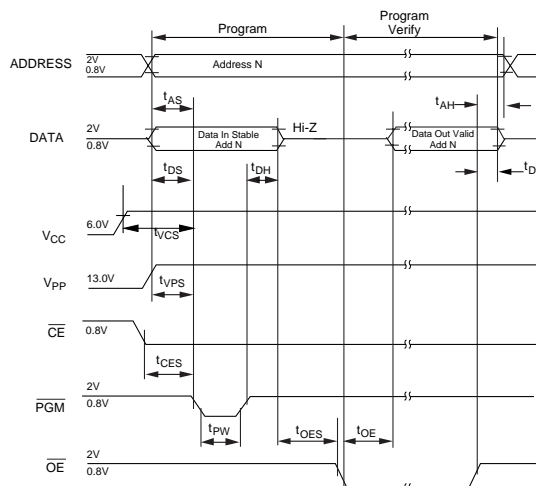 Program
Program
Verify
ADDRESS
2V
0.8V
Address N
tAS
tAH
DATA
2V
0.8V
Data In Stable
Add N
Hi-Z
Data Out Valid
Add N
tDS
tDH
tD
VCC
6.0V
tVCS
VPP
13.0V
tVPS
CE
0.8V
tCES
PGM
2V
0.8V
tPW
tOES
tOE
OE
2V
0.8V